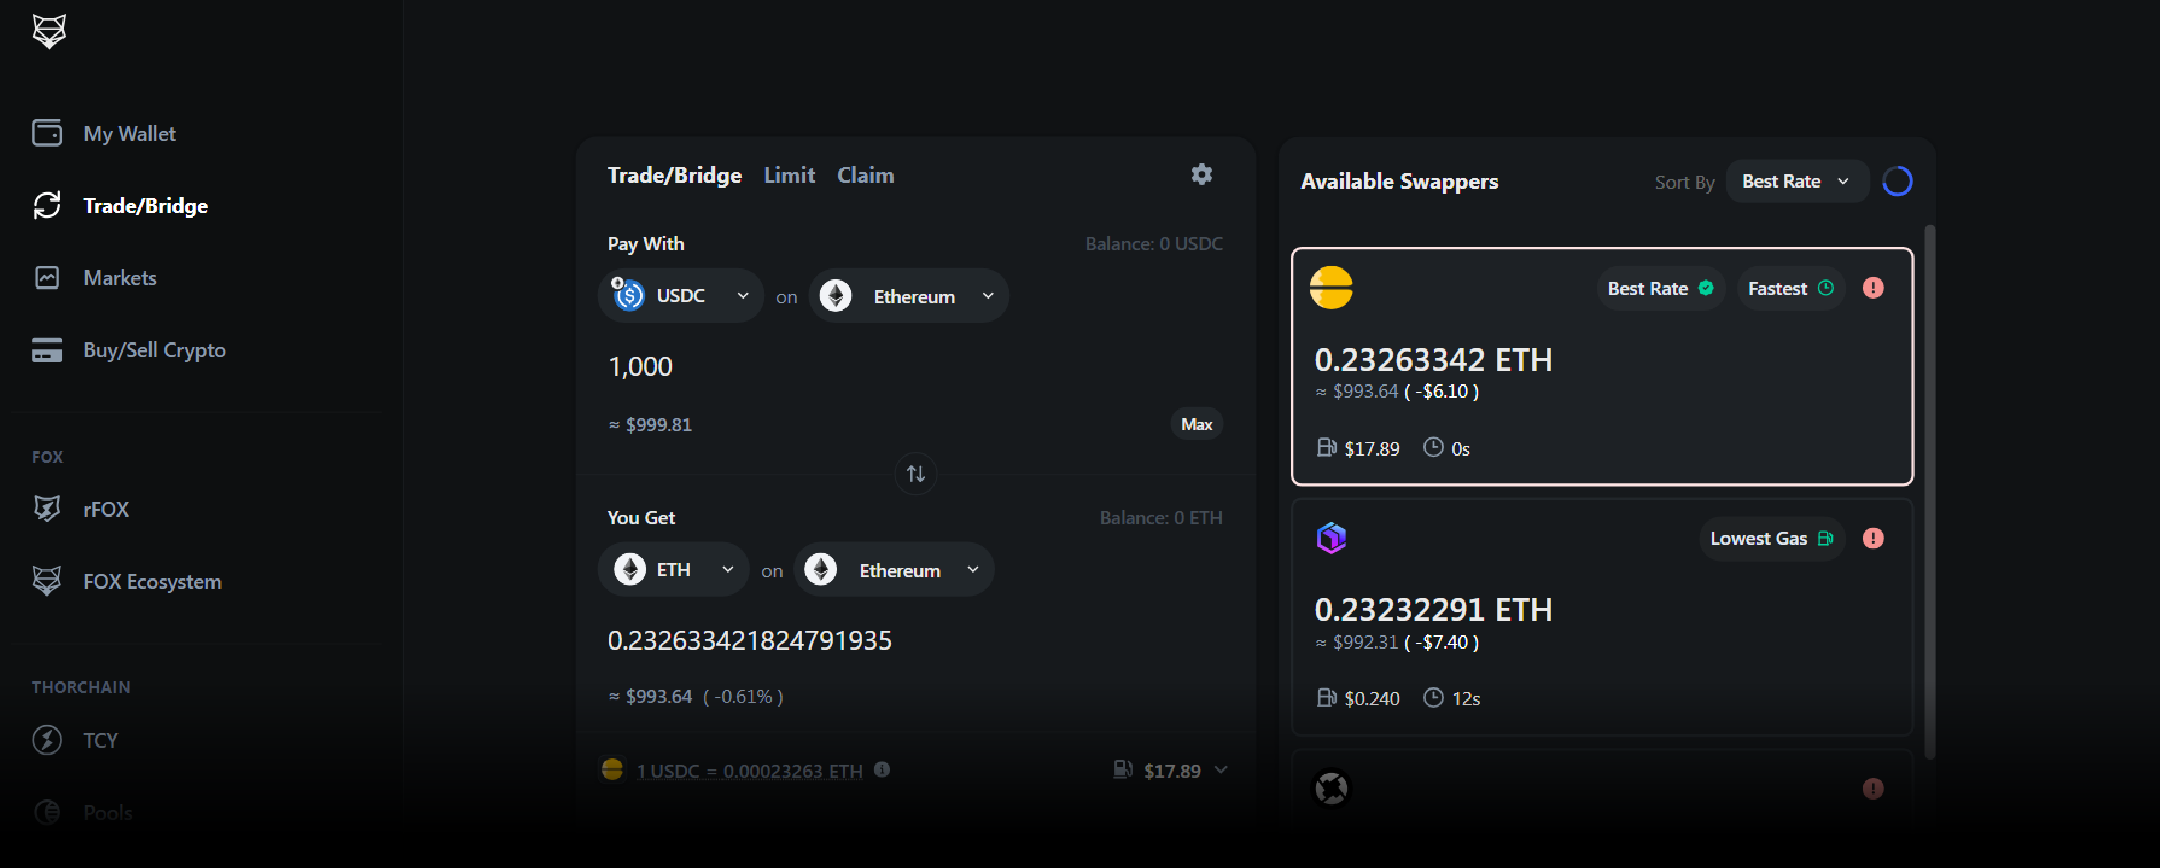 My Wallet
Trade/Bridge
Markets
Buy/Sell Crypto
FOX
rFOX
FOX Ecosystem
THORCHAIN
TCY
Pools
Trade/Bridge Limit Claim
Pay With Balance: 0 USDC
USDC on Ethereum
1,000
≈ $999.81 Max
You Get Balance: 0 ETH
ETH on Ethereum
0.232633421824791935
≈ $993.64 ( -0.61% )
1 USDC = 0.00023263 ETH $17.89
Available Swappers Sort By Best Rate
Best Rate Fastest
0.23263342 ETH
≈ $993.64 ( -$6.10 )
$17.89 0s
Lowest Gas
0.23232291 ETH
≈ $992.31 ( -$7.40 )
$0.240 12s